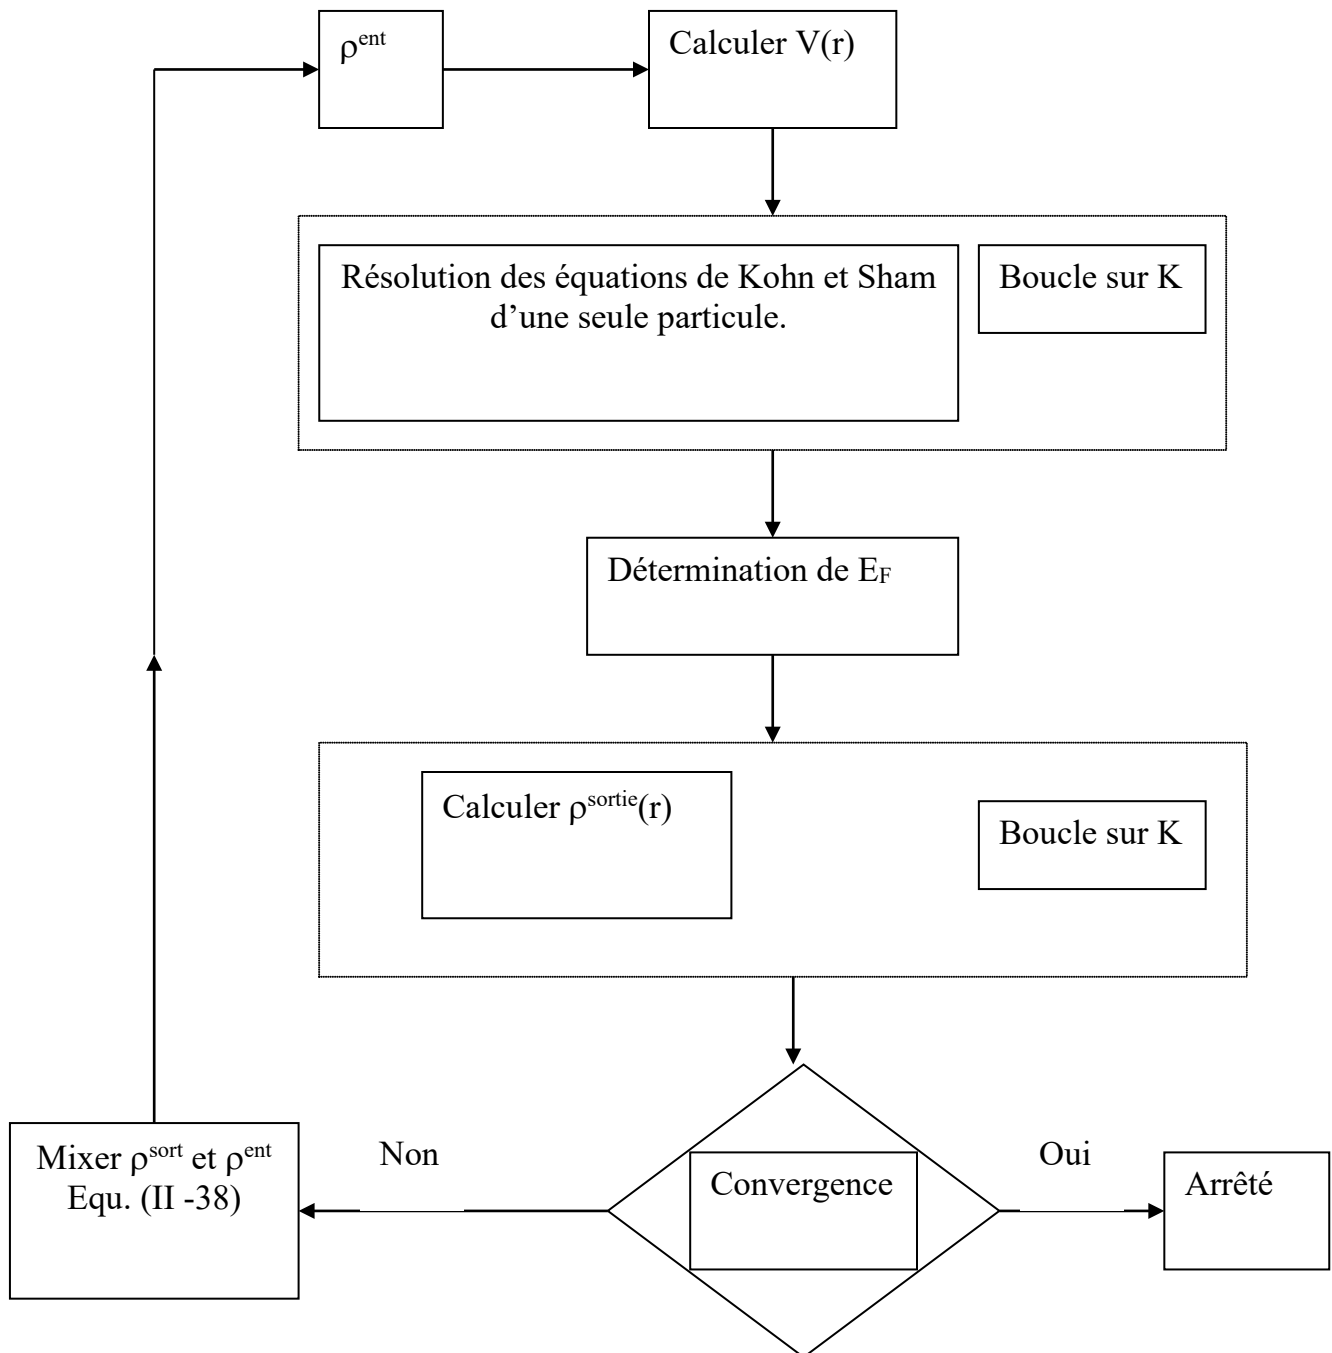 ρ^ent
Calculer V(r)
Résolution des équations de Kohn et Sham
d’une seule particule.
Boucle sur K
Détermination de E_F
Calculer ρ^sortie(r)
Boucle sur K
Mixer ρ^sort et ρ^ent
Equ. (II -38)
Non
Convergence
Oui
Arrêté